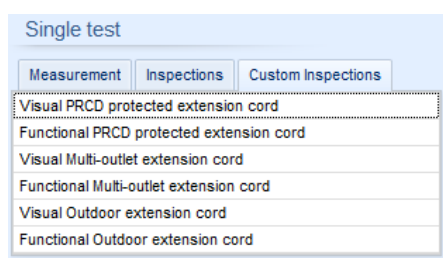 Single test
Measurement Inspections Custom Inspections
Visual PRCD protected extension cord
Functional PRCD protected extension cord
Visual Multi-outlet extension cord
Functional Multi-outlet extension cord
Visual Outdoor extension cord
Functional Outdoor extension cord